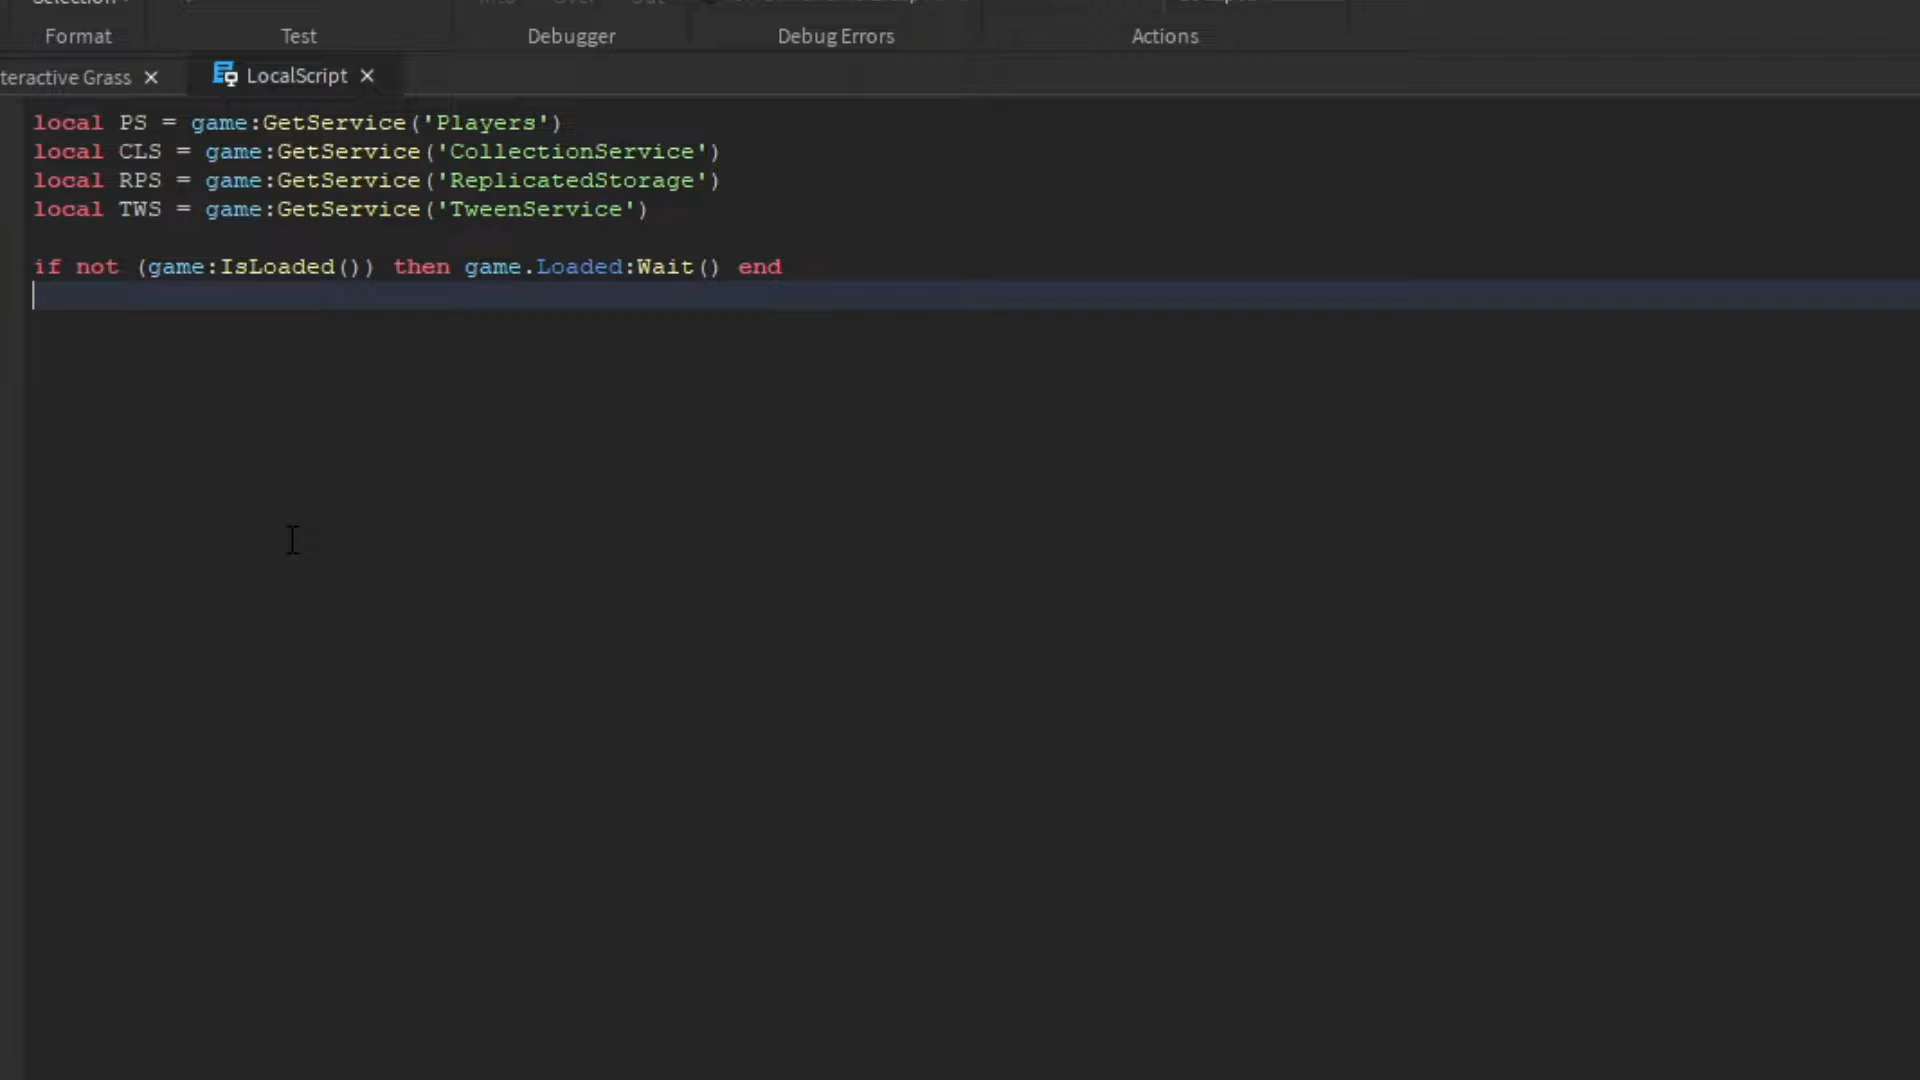 Selection
Format Test Debugger Debug Errors Actions
teractive Grass LocalScript
local PS = game:GetService('Players')
local CLS = game:GetService('CollectionService')
local RPS = game:GetService('ReplicatedStorage')
local TWS = game:GetService('TweenService')
if not (game:IsLoaded()) then game.Loaded:Wait() end